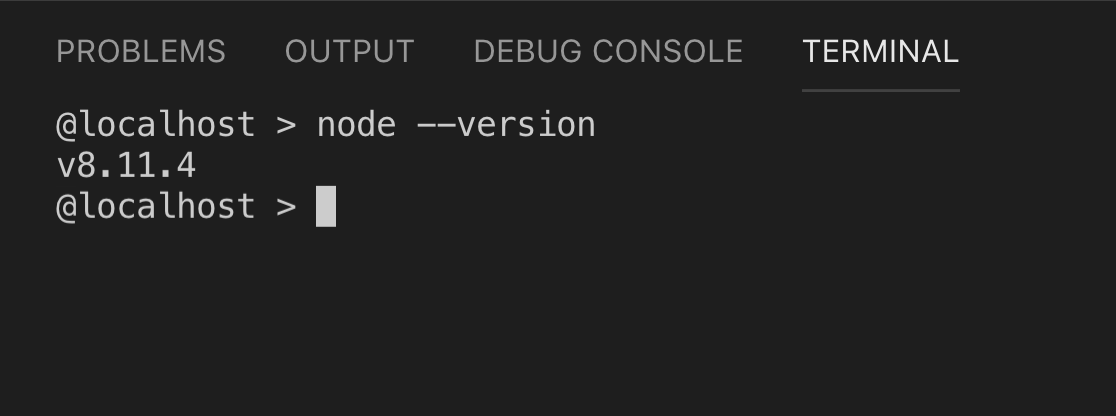 PROBLEMS OUTPUT DEBUG CONSOLE TERMINAL
@localhost > node --version
v8.11.4
@localhost >